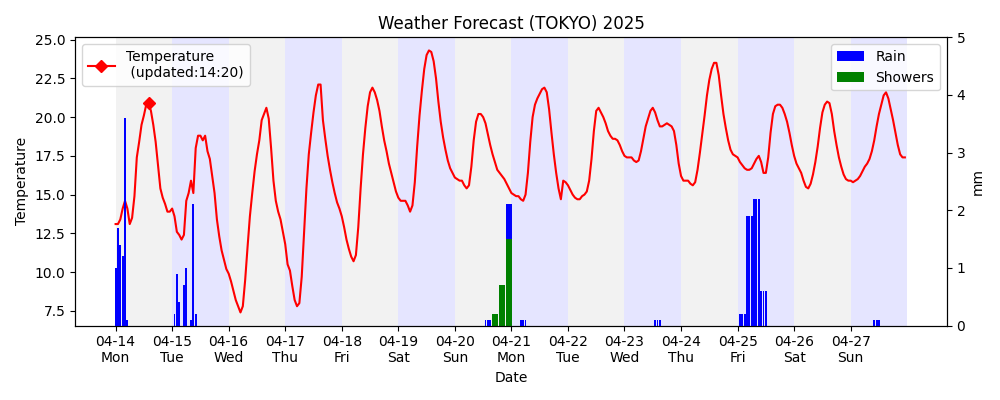 Weather Forecast (TOKYO) 2025
Temperature
(updated:14:20)
Rain
Showers
25.0
22.5
20.0
17.5
15.0
12.5
10.0
7.5
Temperature
5
4
3
2
1
0
mm
04-14 04-15 04-16 04-17 04-18 04-19 04-20 04-21 04-22 04-23 04-24 04-25 04-26 04-27
Mon Tue Wed Thu Fri Sat Sun Mon Tue Wed Thu Fri Sat Sun
Date